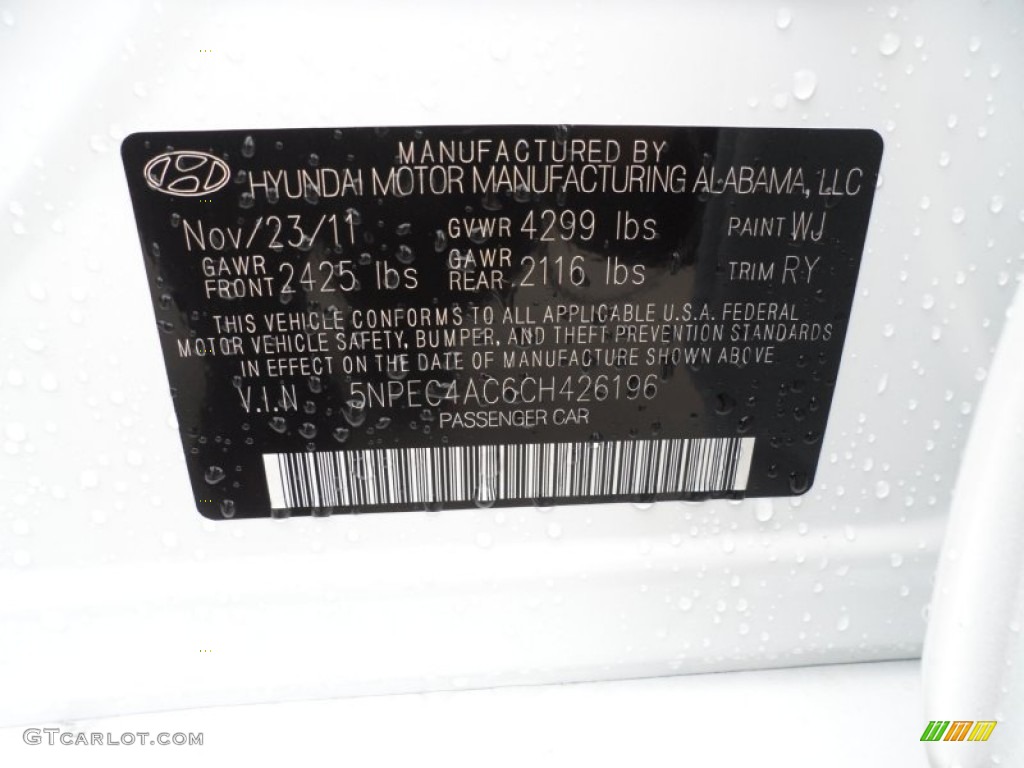 MANUFACTURED BY
HYUNDAI MOTOR MANUFACTURING ALABAMA, LLC
Nov/23/11 GVWR 4299 lbs PAINT WJ
GAWR FRONT 2425 lbs GAWR REAR 2116 lbs TRIM RY
THIS VEHICLE CONFORMS TO ALL APPLICABLE U.S.A. FEDERAL
MOTOR VEHICLE SAFETY, BUMPER, AND THEFT PREVENTION STANDARDS
IN EFFECT ON THE DATE OF MANUFACTURE SHOWN ABOVE
V.I.N 5NPEC4AC6CH426196
PASSENGER CAR
GTCARLOT.COM